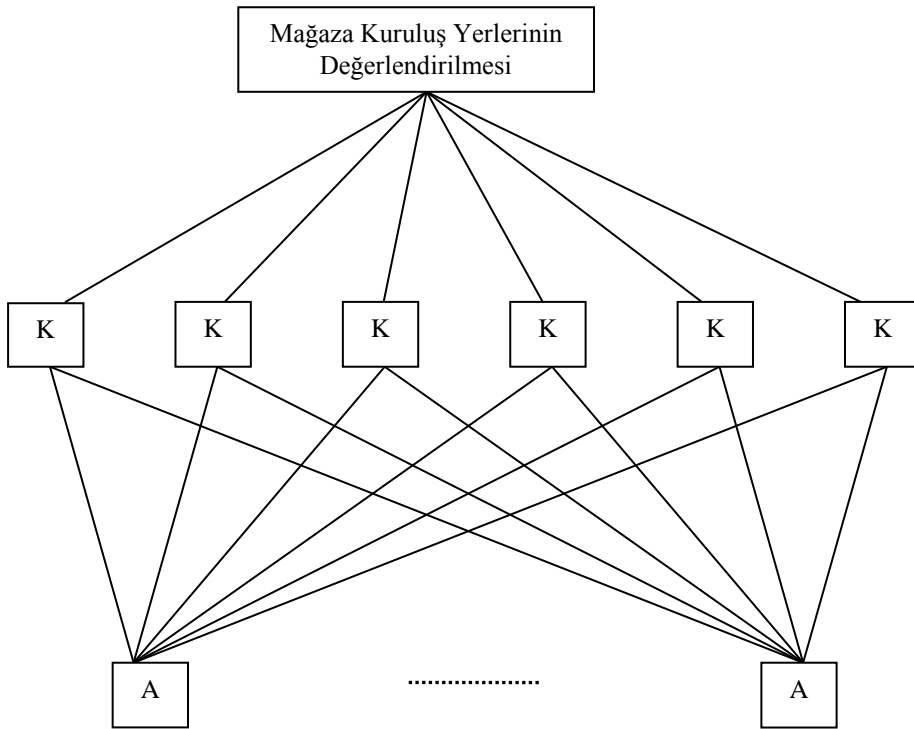 Mağaza Kuruluş Yerlerinin
Değerlendirilmesi
K K K K K K
A ................ A